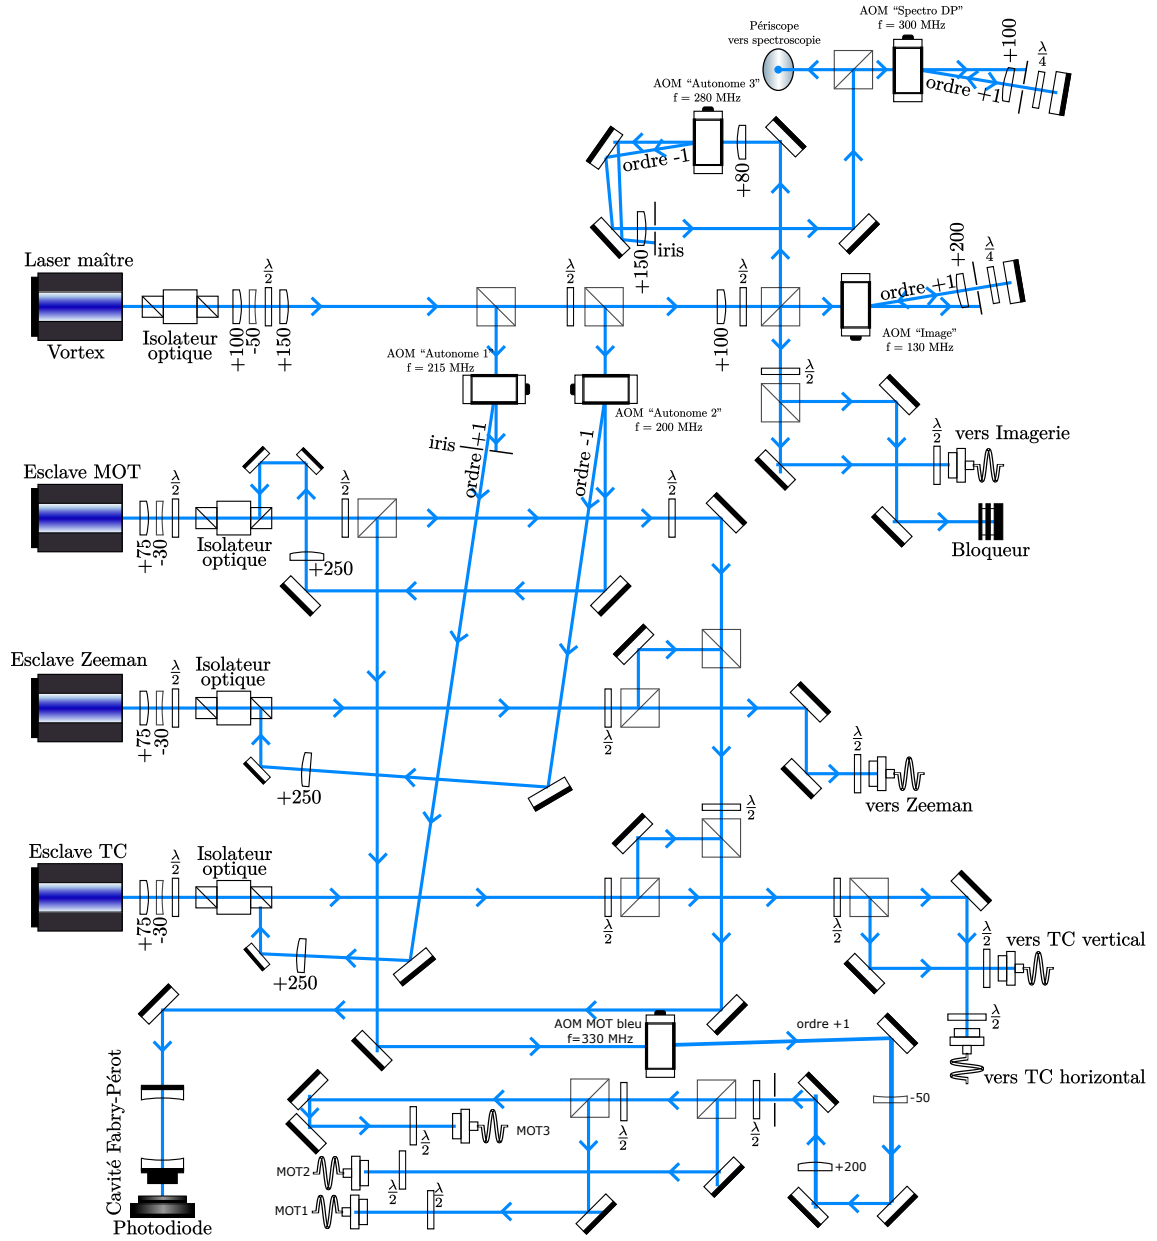 AOM “Spectro DP”
f = 300 MHz
Périscope
vers spectroscopie
+100
λ/4
ordre +1
AOM “Autonome 3”
f = 280 MHz
ordre -1
+80
+150
iris
+200
λ/4
ordre +1
AOM “Image”
f = 130 MHz
Laser maître
Vortex
Isolateur
optique
+100
-50
λ/2
+150
λ/2
+100
λ/2
λ/2
AOM “Autonome 1”
f = 215 MHz
AOM “Autonome 2”
f = 200 MHz
iris
ordre +1
ordre -1
λ/2
vers Imagerie
Bloqueur
Esclave MOT
+75
-30
λ/2
Isolateur
optique
+250
λ/2
λ/2
Esclave Zeeman
+75
-30
λ/2
Isolateur
optique
+250
λ/2
λ/2
vers Zeeman
λ/2
Esclave TC
+75
-30
λ/2
Isolateur
optique
+250
λ/2
λ/2
λ/2
vers TC vertical
λ/2
vers TC horizontal
AOM MOT bleu
f=330 MHz
ordre +1
-50
+200
λ/2
λ/2
λ/2
MOT3
MOT2
λ/2
MOT1
λ/2
Cavité Fabry-Pérot
Photodiode